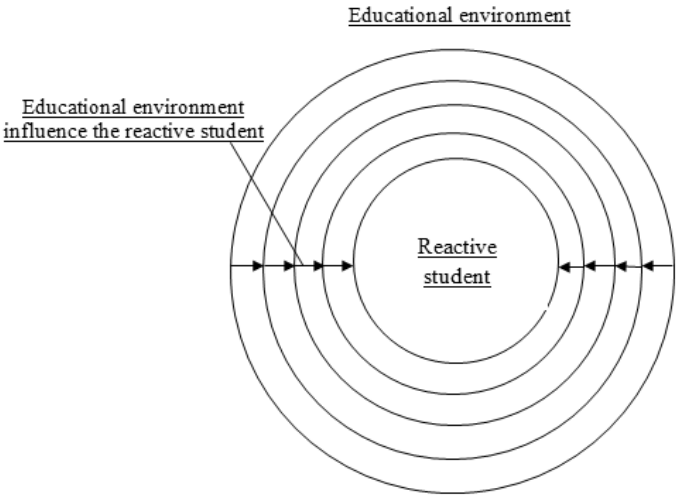 Educational environment
Educational environment
influence the reactive student
Reactive
student